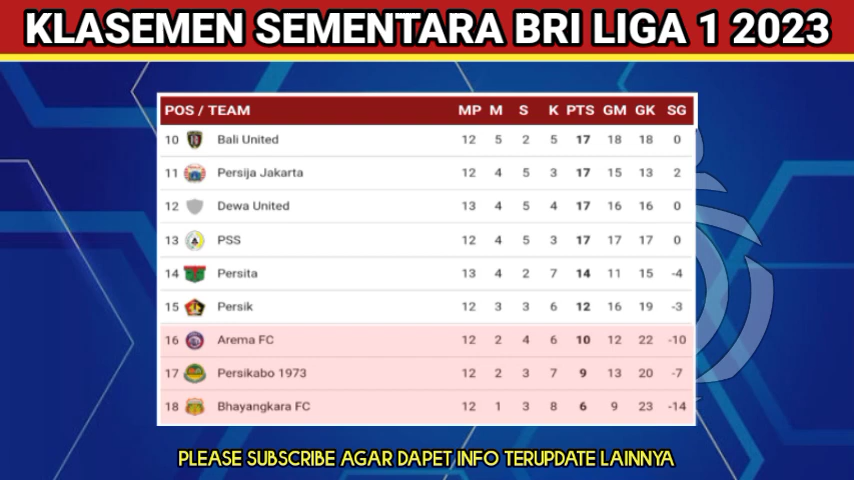 KLASEMEN SEMENTARA BRI LIGA 1 2023
POS / TEAM MP M S K PTS GM GK SG
10 Bali United 12 5 2 5 17 18 18 0
11 Persija Jakarta 12 4 5 3 17 15 13 2
12 Dewa United 13 4 5 4 17 16 16 0
13 PSS 12 4 5 3 17 17 17 0
14 Persita 13 4 2 7 14 11 15 -4
15 Persik 12 3 3 6 12 16 19 -3
16 Arema FC 12 2 4 6 10 12 22 -10
17 Persikabo 1973 12 2 3 7 9 13 20 -7
18 Bhayangkara FC 12 1 3 8 6 9 23 -14
PLEASE SUBSCRIBE AGAR DAPET INFO TERUPDATE LAINNYA